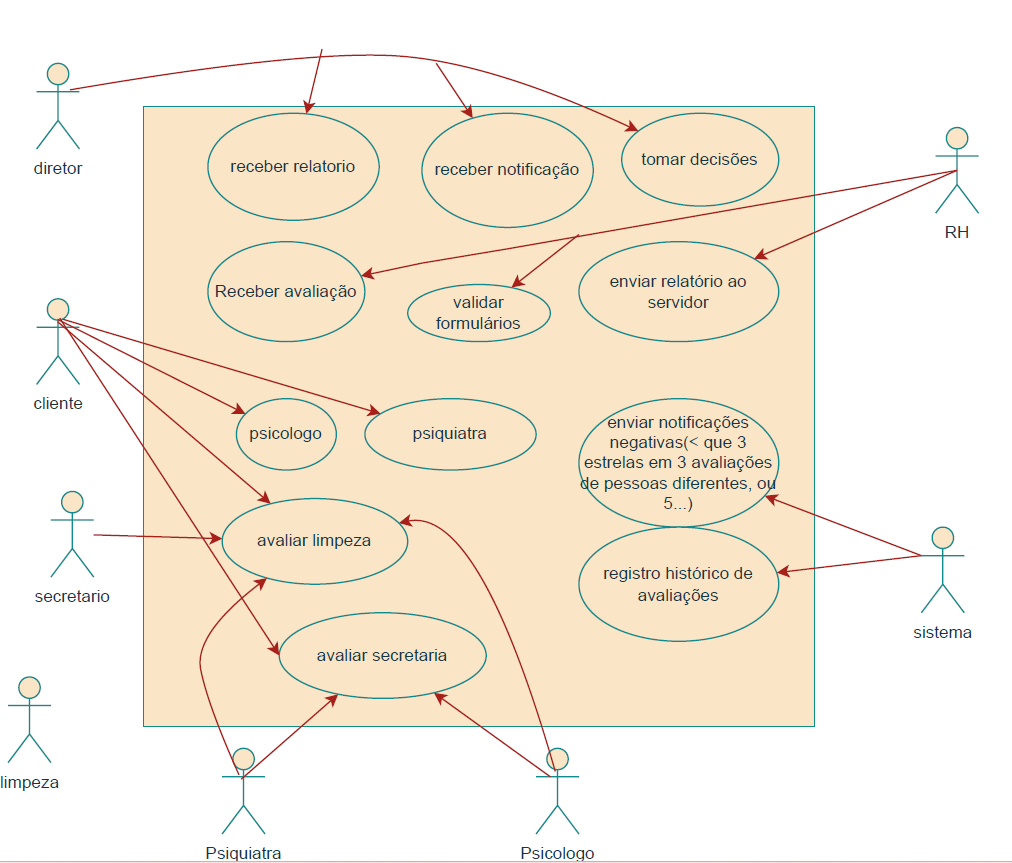 diretor
receber relatorio
receber notificação
tomar decisões
RH
Receber avaliação
validar
formulários
enviar relatório ao
servidor
cliente
psicologo
psiquiatra
enviar notificações
negativas(< que 3
estrelas em 3 avaliações
de pessoas diferentes, ou
5...)
secretario
avaliar limpeza
registro histórico de
avaliações
sistema
avaliar secretaria
limpeza
Psiquiatra
Psicologo